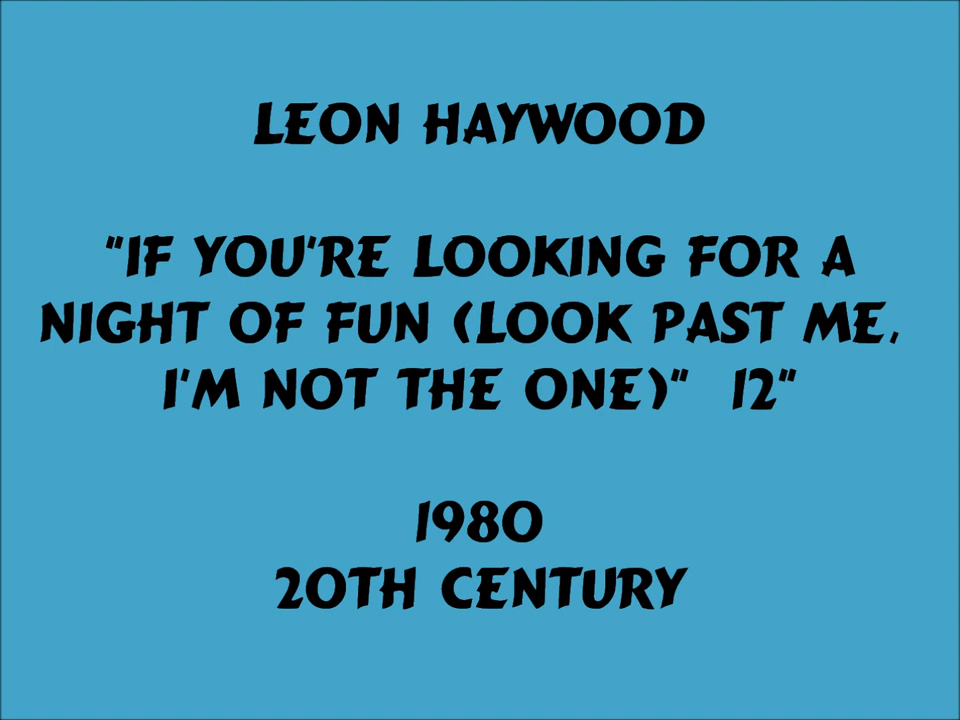 LEON HAYWOOD
"IF YOU'RE LOOKING FOR A
NIGHT OF FUN (LOOK PAST ME,
I'M NOT THE ONE)" 12"
1980
20TH CENTURY